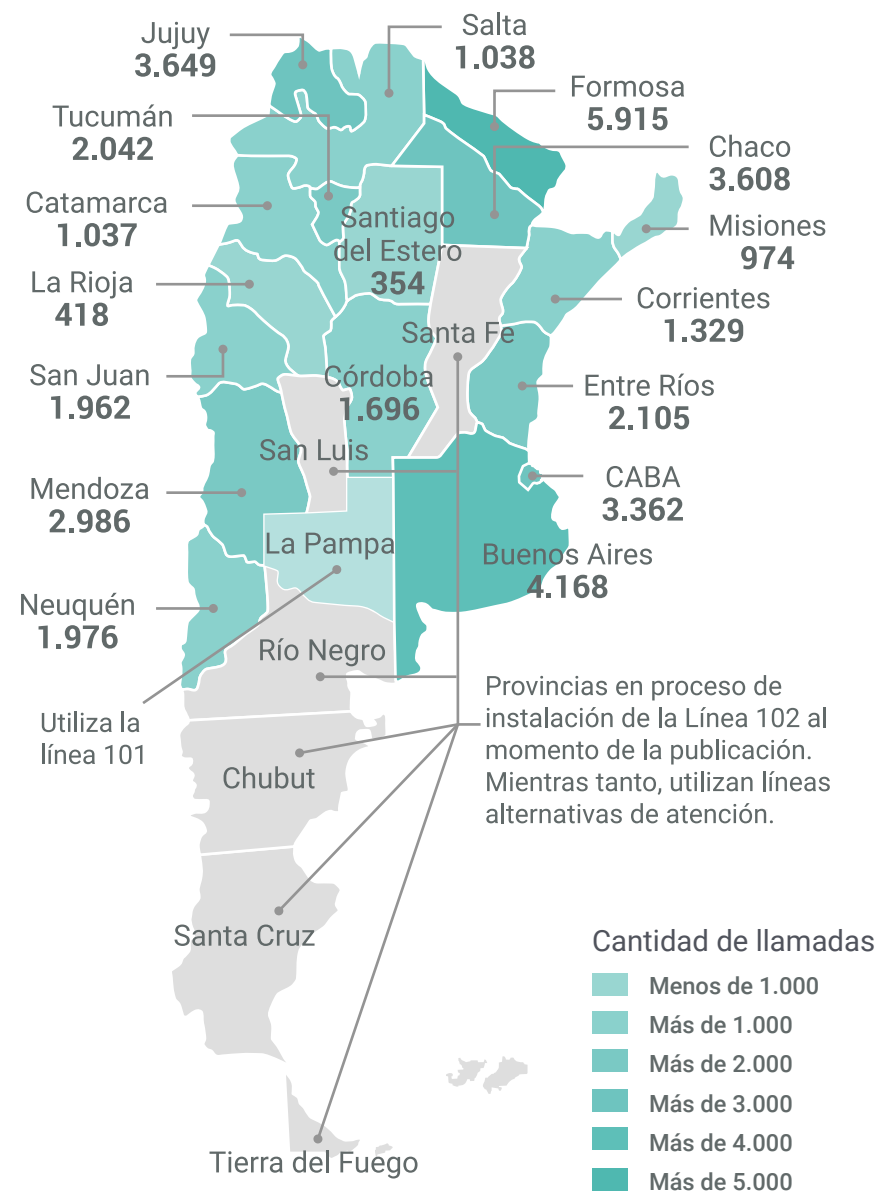 Jujuy
3.649
Salta
1.038
Formosa
5.915
Tucumán
2.042
Chaco
3.608
Catamarca
1.037
Santiago
del Estero
354
Misiones
974
La Rioja
418
Corrientes
1.329
Santa Fe
San Juan
1.962
Córdoba
1.696
Entre Ríos
2.105
San Luis
CABA
3.362
Mendoza
2.986
La Pampa
Buenos Aires
4.168
Neuquén
1.976
Río Negro
Utiliza la
línea 101
Provincias en proceso de
instalación de la Línea 102 al
momento de la publicación.
Mientras tanto, utilizan líneas
alternativas de atención.
Chubut
Santa Cruz
Tierra del Fuego
Cantidad de llamadas
Menos de 1.000
Más de 1.000
Más de 2.000
Más de 3.000
Más de 4.000
Más de 5.000